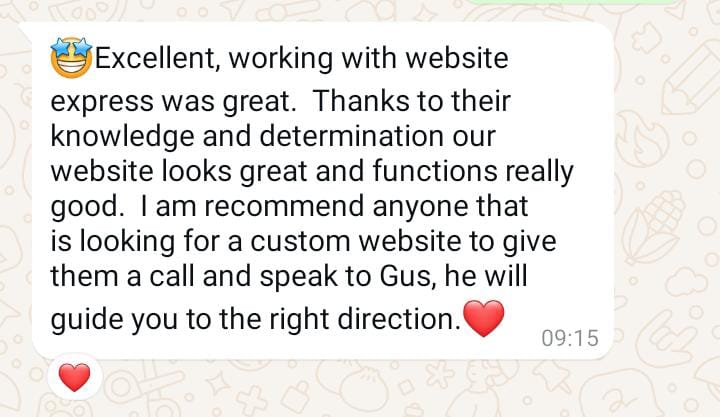 🤩Excellent, working with website
express was great.  Thanks to their
knowledge and determination our
website looks great and functions really
good.  I am recommend anyone that
is looking for a custom website to give
them a call and speak to Gus, he will
guide you to the right direction.❤️
09:15
❤️